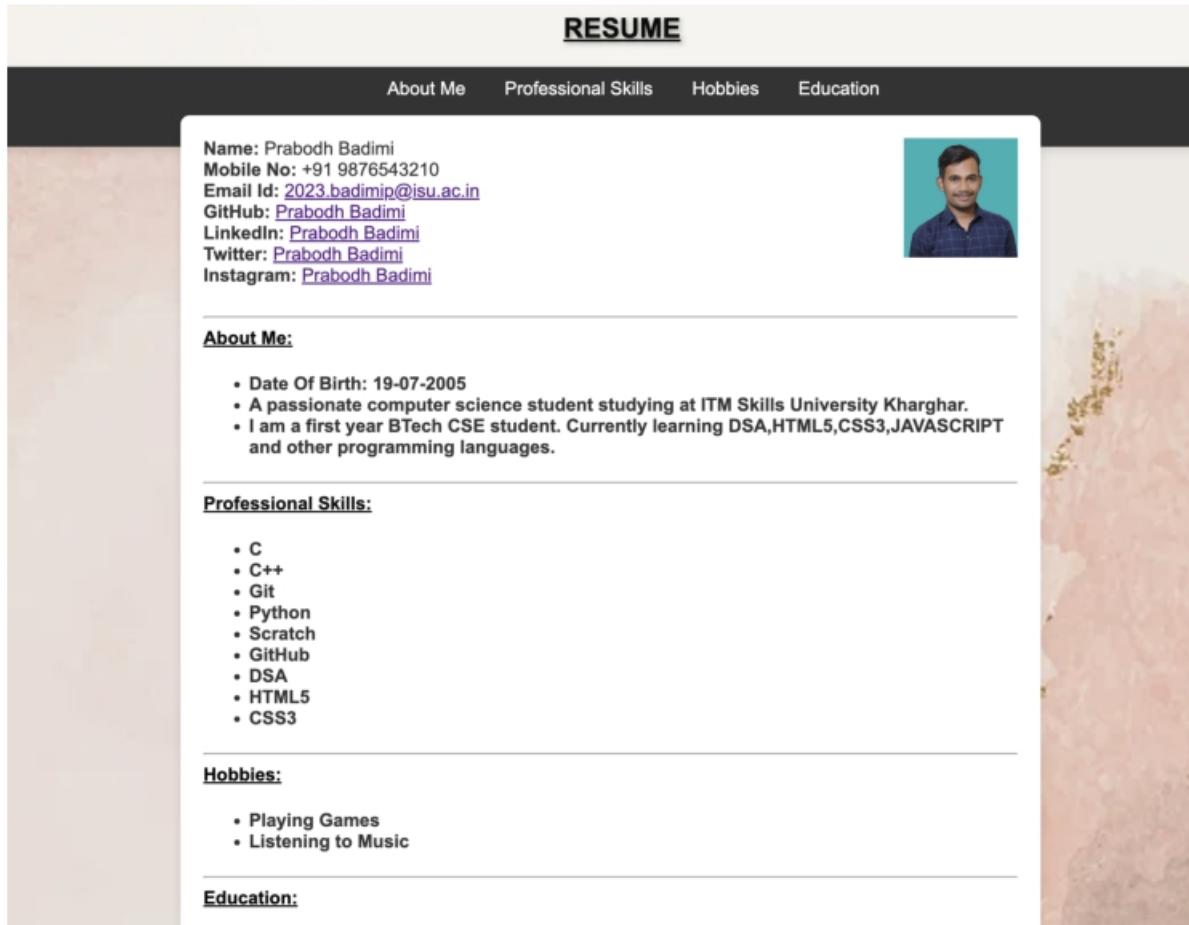 RESUME
About Me Professional Skills Hobbies Education
Name: Prabodh Badimi
Mobile No: +91 9876543210
Email Id: 2023.badimip@isu.ac.in
GitHub: Prabodh Badimi
LinkedIn: Prabodh Badimi
Twitter: Prabodh Badimi
Instagram: Prabodh Badimi
About Me:
• Date Of Birth: 19-07-2005
• A passionate computer science student studying at ITM Skills University Kharghar.
• I am a first year BTech CSE student. Currently learning DSA,HTML5,CSS3,JAVASCRIPT
and other programming languages.
Professional Skills:
• C
• C++
• Git
• Python
• Scratch
• GitHub
• DSA
• HTML5
• CSS3
Hobbies:
• Playing Games
• Listening to Music
Education: